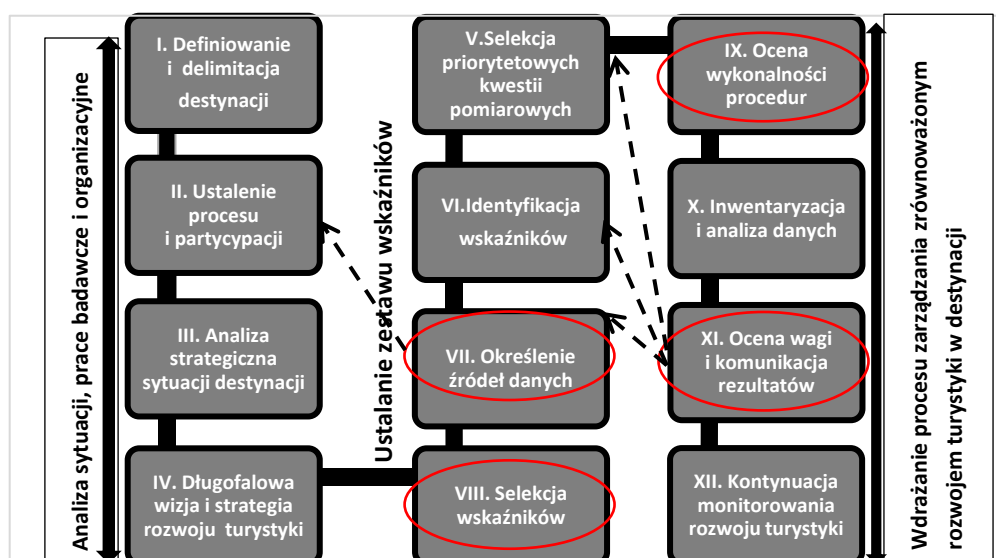 Analiza sytuacji, prace badawcze i organizacyjne
I. Definiowanie
i delimitacja
destynacji
II. Ustalenie
procesu
i partycypacji
III. Analiza
strategiczna
sytuacji destynacji
IV. Długofalowa
wizja i strategia
rozwoju turystyki
Ustalanie zestawu wskaźników
V.Selekcja
priorytetowych
kwestii
pomiarowych
VI.Identyfikacja
wskaźników
VII. Określenie
źródeł danych
VIII. Selekcja
wskaźników
IX. Ocena
wykonalności
procedur
X. Inwentaryzacja
i analiza danych
XI. Ocena wagi
i komunikacja
rezultatów
XII. Kontynuacja
monitorowania
rozwoju turystyki
Wdrażanie procesu zarządzania zrównoważonym
rozwojem turystyki w destynacji